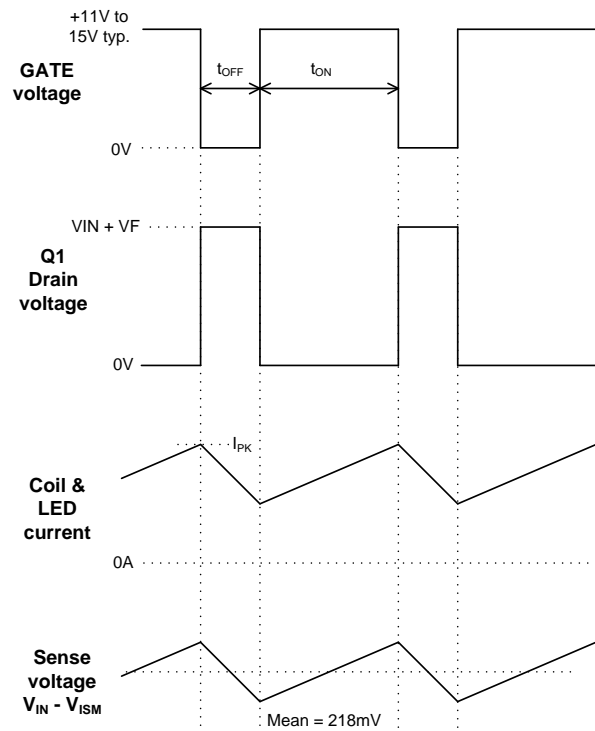 +11V to
15V typ.
GATE
voltage
tOFF
tON
0V
VIN + VF
Q1
Drain
voltage
0V
IPK
Coil &
LED
current
0A
Sense
voltage
VIN - VISM
Mean = 218mV